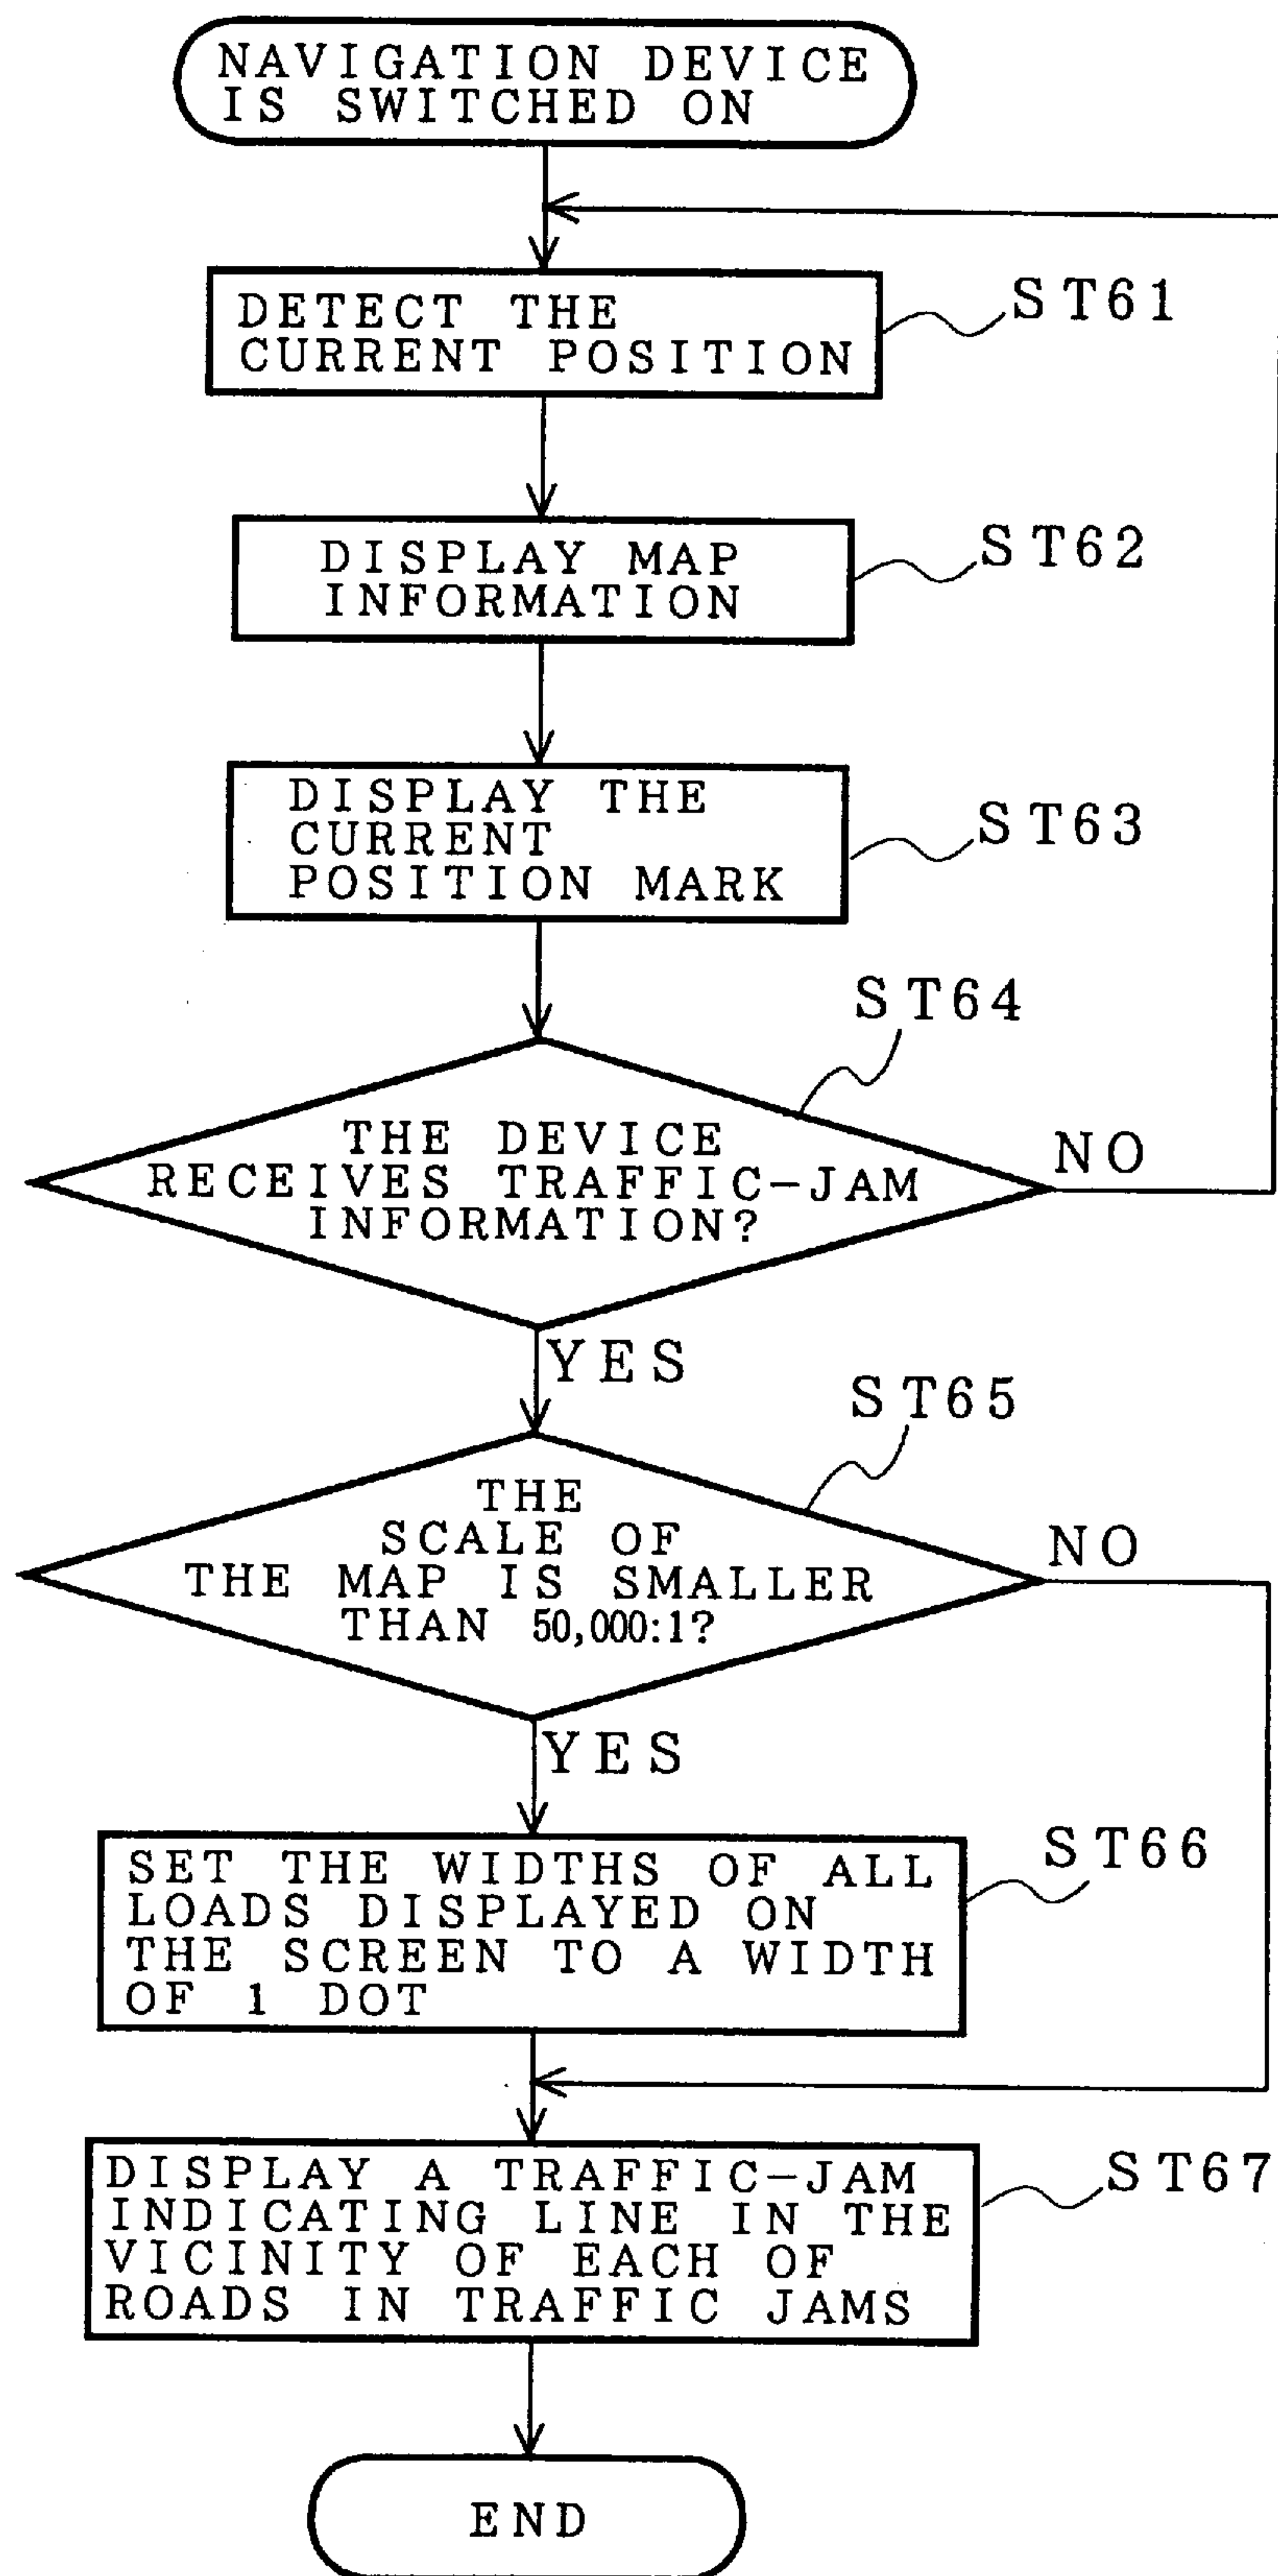 NAVIGATION DEVICE
IS SWITCHED ON
DETECT THE
CURRENT POSITION
ST61
DISPLAY MAP
INFORMATION
ST62
DISPLAY THE
CURRENT
POSITION MARK
ST63
ST64
THE DEVICE
RECEIVES TRAFFIC-JAM
INFORMATION?
NO
YES
ST65
THE
SCALE OF
THE MAP IS SMALLER
THAN 50,000:1?
NO
YES
SET THE WIDTHS OF ALL
LOADS DISPLAYED ON
THE SCREEN TO A WIDTH
OF 1 DOT
ST66
DISPLAY A TRAFFIC-JAM
INDICATING LINE IN THE
VICINITY OF EACH OF
ROADS IN TRAFFIC JAMS
ST67
END